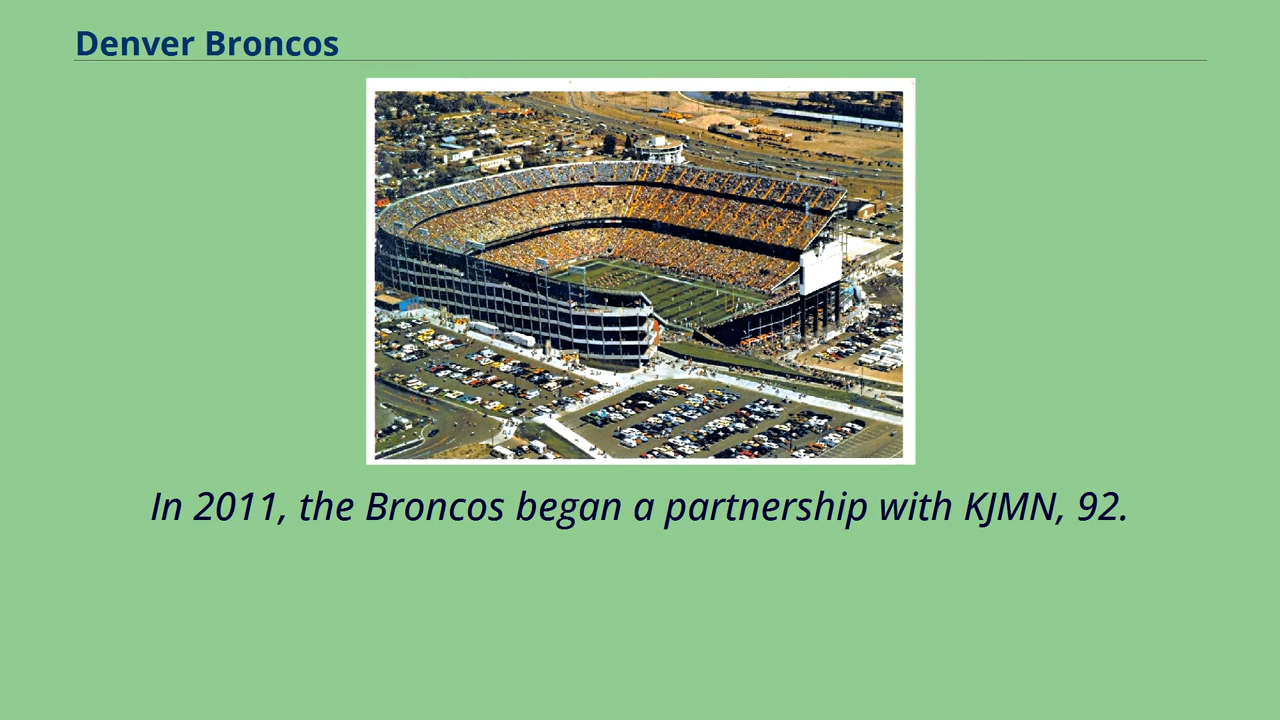 Denver Broncos
In 2011, the Broncos began a partnership with KJMN, 92.